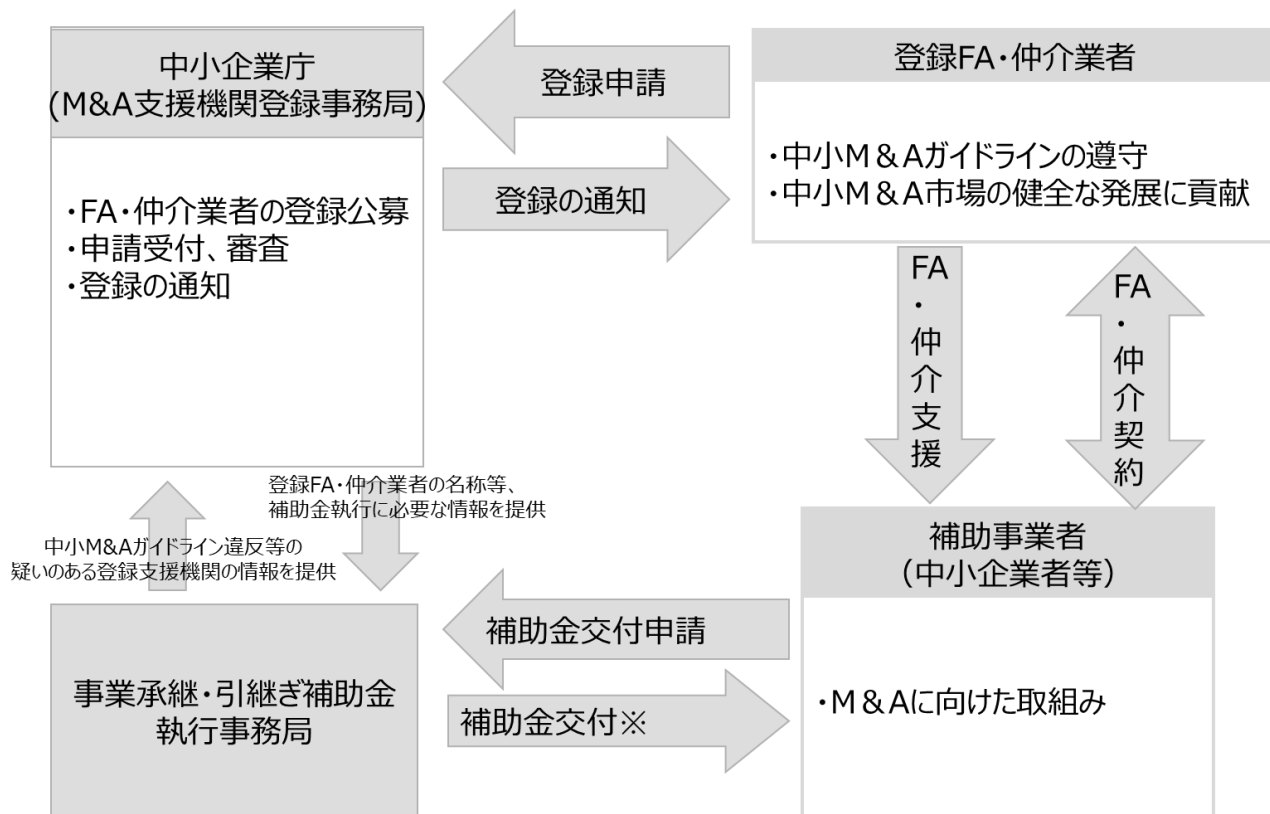 中小企業庁
(M&A支援機関登録事務局)
・FA・仲介業者の登録公募
・申請受付、審査
・登録の通知
登録申請
登録の通知
登録FA・仲介業者
・中小M＆Aガイドラインの遵守
・中小M＆A市場の健全な発展に貢献
FA・仲介支援
FA・仲介契約
登録FA・仲介業者の名称等、
補助金執行に必要な情報を提供
中小M&Aガイドライン違反等の
疑いのある登録支援機関の情報を提供
事業承継・引継ぎ補助金
執行事務局
補助金交付申請
補助金交付※
補助事業者
（中小企業者等）
・M＆Aに向けた取組み